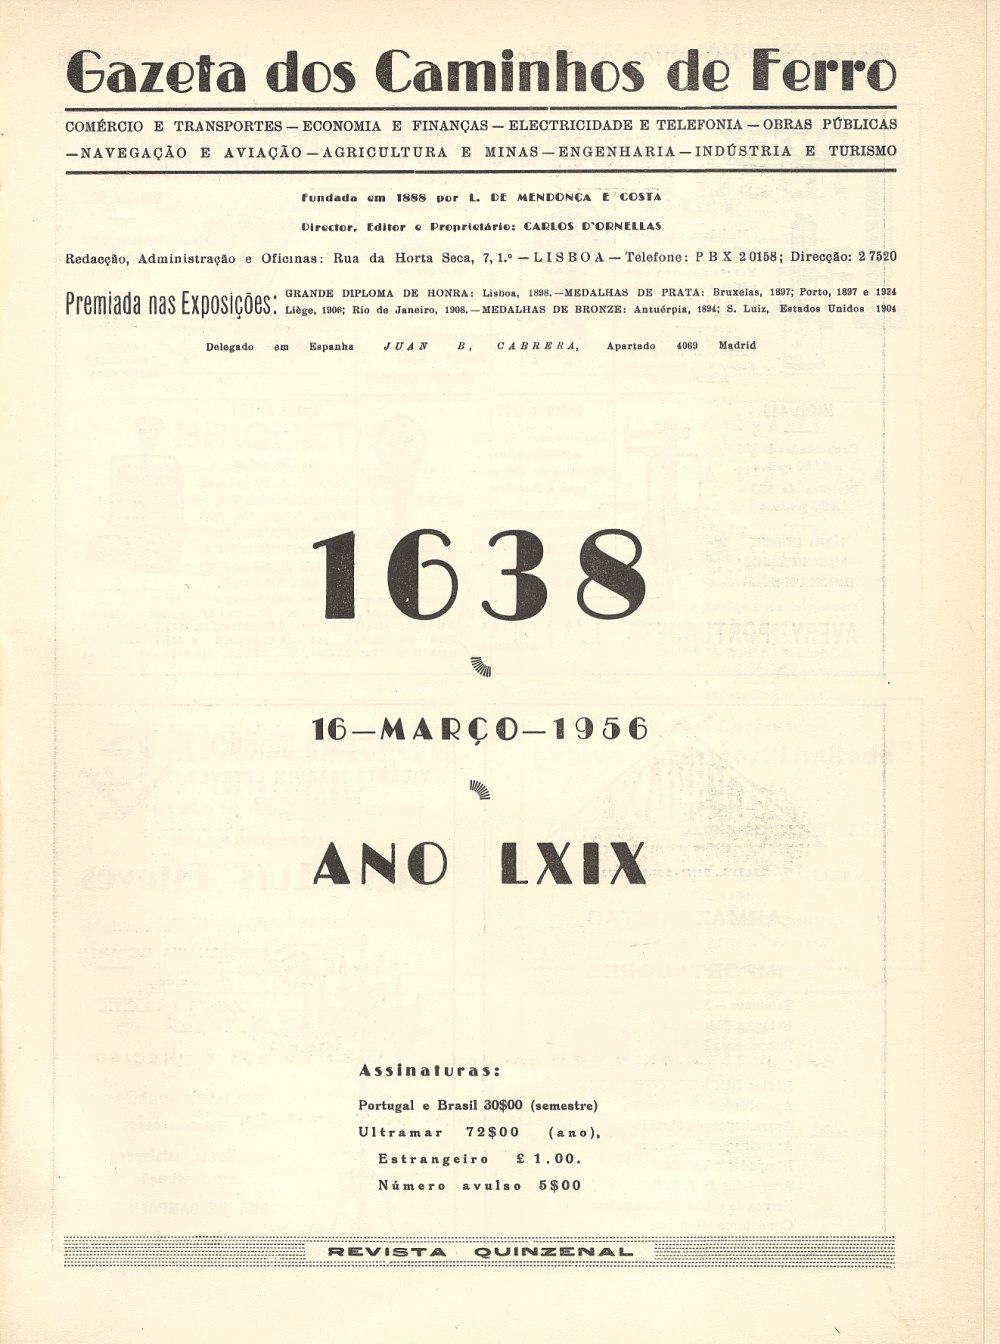 Gazeta dos Caminhos de Ferro
COMÉRCIO E TRANSPORTES — ECONOMIA E FINANÇAS — ELECTRICIDADE E TELEFONIA — OBRAS PÚBLICAS
— NAVEGAÇÃO E AVIAÇÃO — AGRICULTURA E MINAS — ENGENHARIA — INDÚSTRIA E TURISMO
Fundada em 1888 por L. DE MENDONÇA E COSTA
Director, Editor e Proprietário: CARLOS D'ORNELLAS
Redacção, Administração e Oficinas: Rua da Horta Seca, 7, 1.º — LISBOA — Telefone: PBX 20158; Direcção: 27520
Premiada nas Exposições:
GRANDE DIPLOMA DE HONRA: Lisboa, 1898. — MEDALHAS DE PRATA: Bruxelas, 1897; Porto, 1897 e 1934
Liège, 1906; Rio de Janeiro, 1908. — MEDALHAS DE BRONZE: Antuérpia, 1894; S. Luiz, Estados Unidos 1904
Delegado em Espanha JUAN B, CABRERA, Apartado 4069 Madrid
1638
16—MARÇO—1956
ANO LXIX
Assinaturas:
Portugal e Brasil 30$00 (semestre)
Ultramar 72$00 (ano),
Estrangeiro £ 1.00.
Número avulso 5$00
REVISTA QUINZENAL